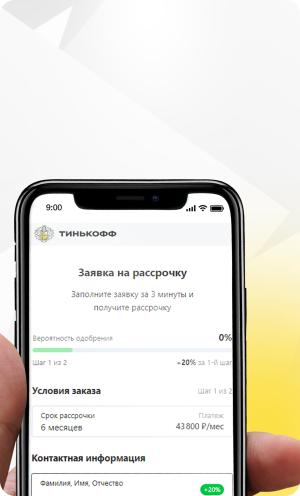 9:00
ТИНЬКОФФ
Заявка на рассрочку
Заполните заявку за 3 минуты и
получите рассрочку
Вероятность одобрения 0%
Шаг 1 из 2 +20% за 1-й шаг
Условия заказа Шаг 1 из 2
Срок рассрочки Платеж
6 месяцев 43 800 ₽/мес
Контактная информация
Фамилия, Имя, Отчество +20%